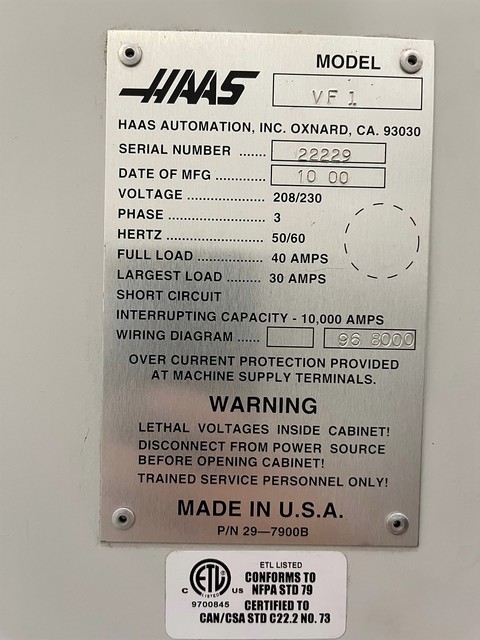 MODEL
HAAS
VF 1
HAAS AUTOMATION, INC. OXNARD, CA. 93030
SERIAL NUMBER ....... 22229
DATE OF MFG ............ 10 00
VOLTAGE ..................... 208/230
PHASE ......................... 3
HERTZ ......................... 50/60
FULL LOAD ................. 40 AMPS
LARGEST LOAD ......... 30 AMPS
SHORT CIRCUIT
INTERRUPTING CAPACITY - 10,000 AMPS
WIRING DIAGRAM ...... 96 8000
OVER CURRENT PROTECTION PROVIDED
AT MACHINE SUPPLY TERMINALS.
WARNING
LETHAL VOLTAGES INSIDE CABINET!
DISCONNECT FROM POWER SOURCE
BEFORE OPENING CABINET!
TRAINED SERVICE PERSONNEL ONLY!
MADE IN U.S.A.
P/N 29—7900B
ETL LISTED
CONFORMS TO
NFPA STD 79
C ETL LISTED US
9700845
CERTIFIED TO
CAN/CSA STD C22.2 NO. 73